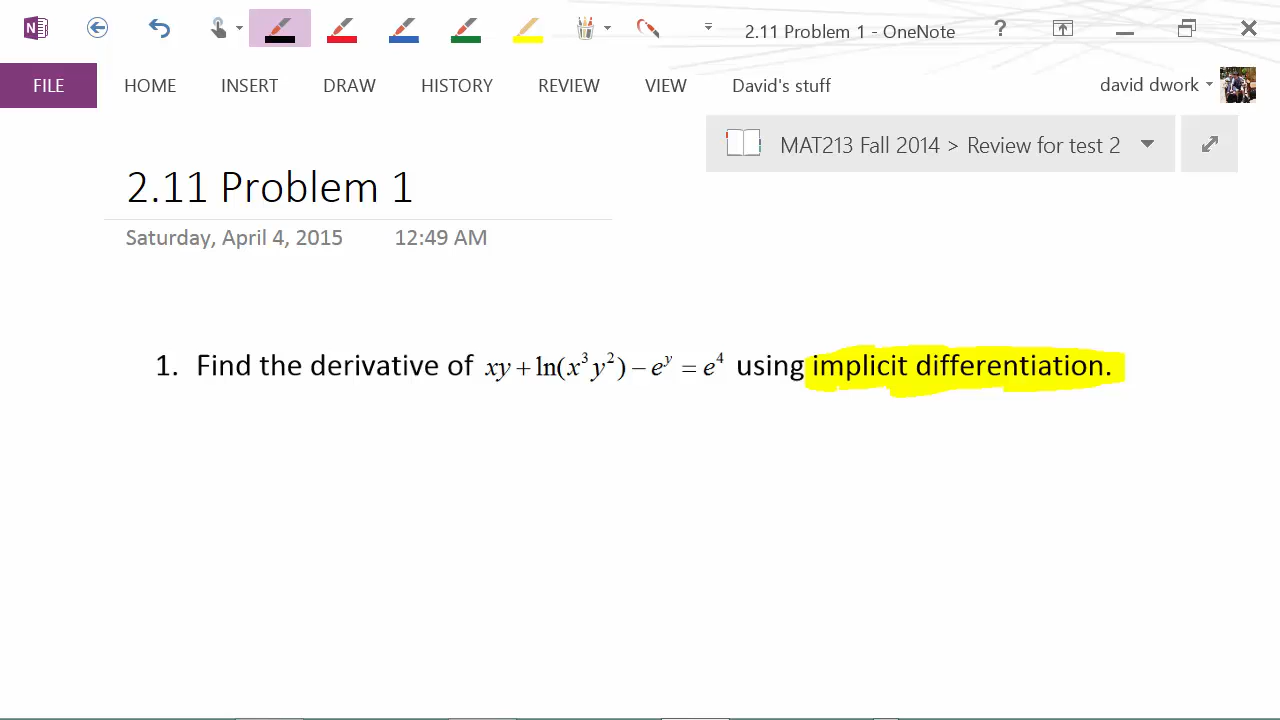 2.11 Problem 1 - OneNote ?
FILE HOME INSERT DRAW HISTORY REVIEW VIEW David's stuff david dwork
MAT213 Fall 2014 > Review for test 2
2.11 Problem 1
Saturday, April 4, 2015 12:49 AM
1. Find the derivative of xy + ln(x³y²) − eʸ = e⁴ using implicit differentiation.